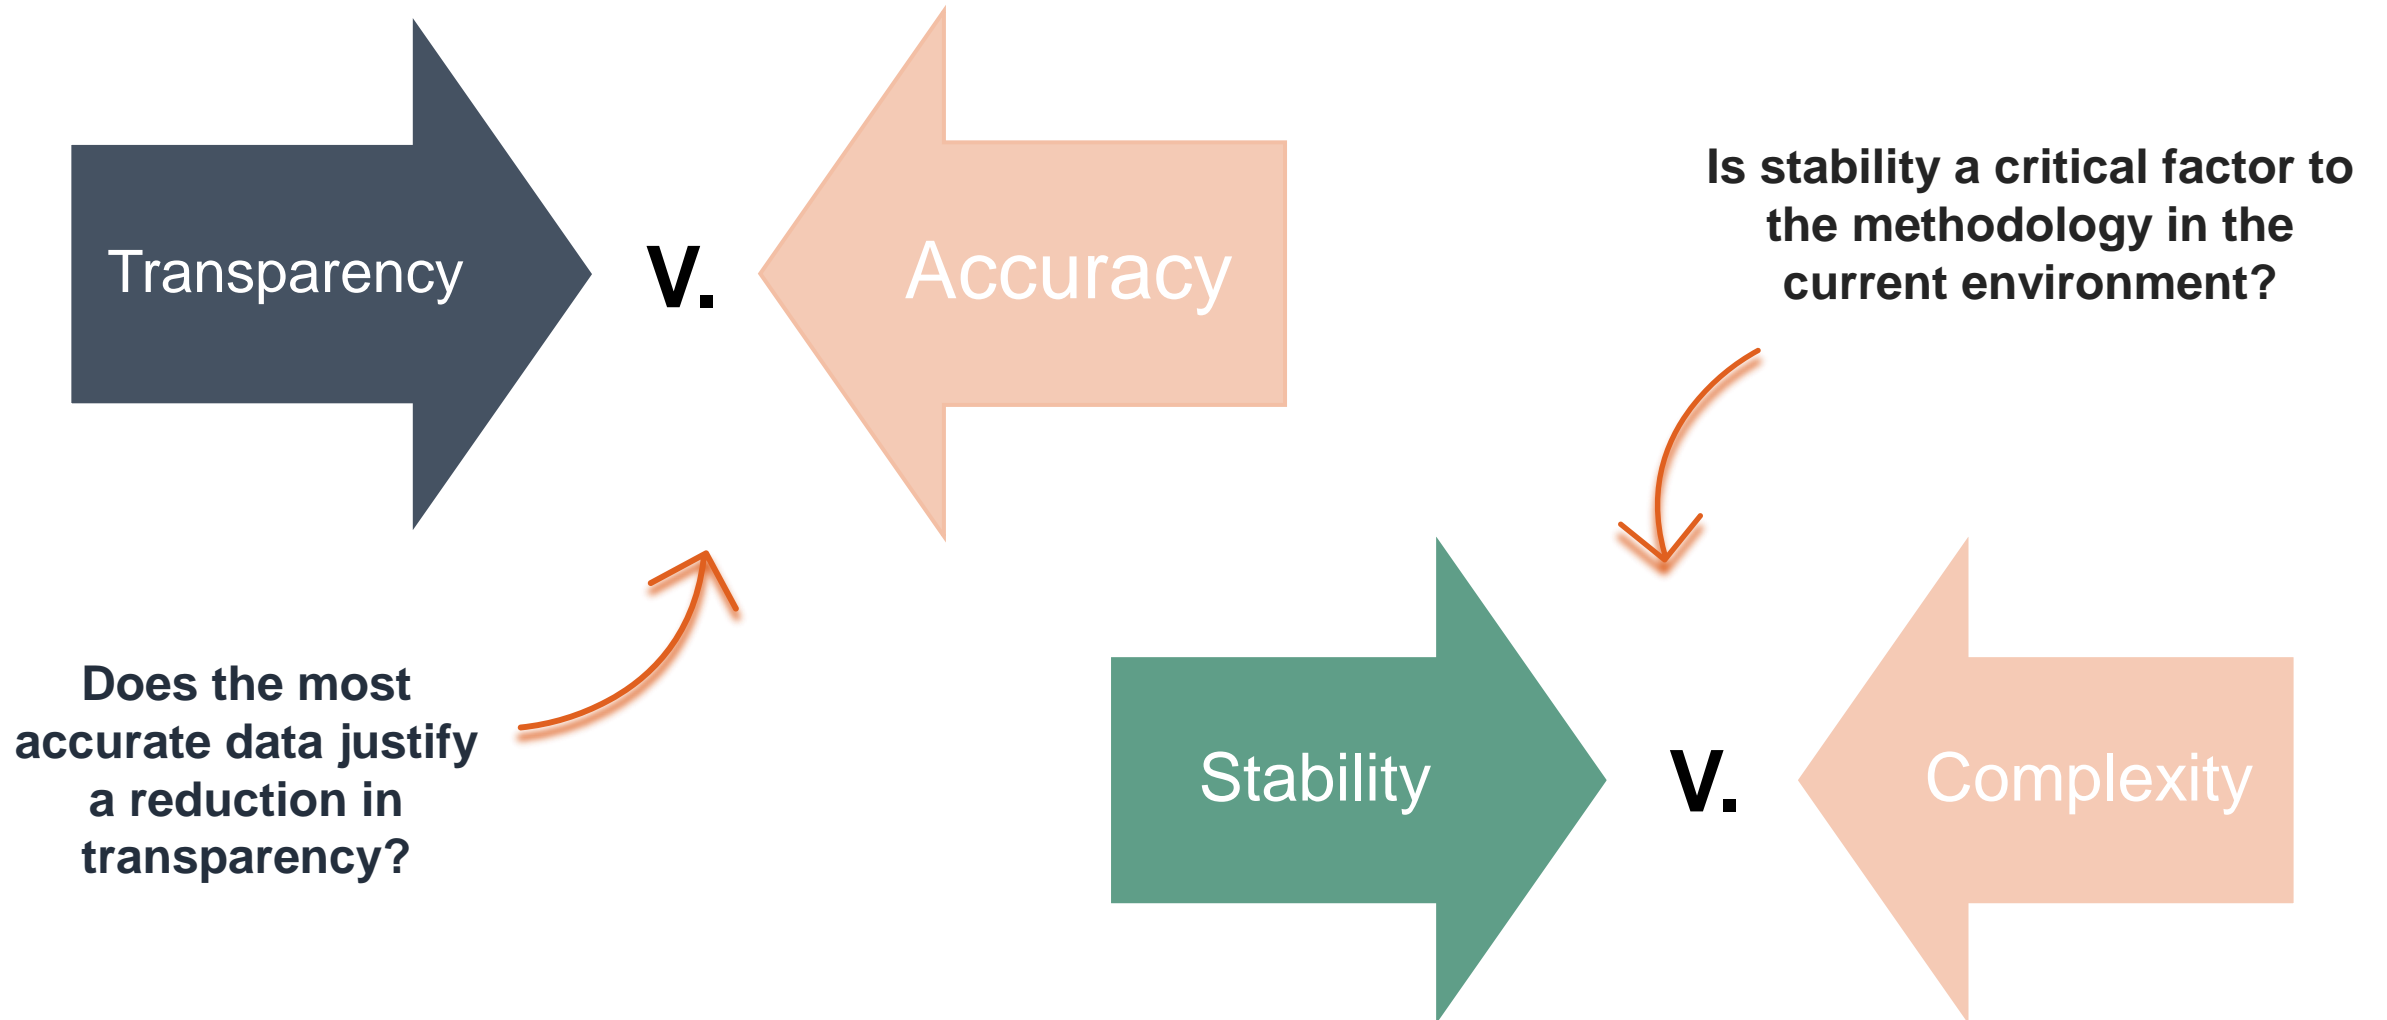 Transparency
V.
Accuracy
Does the most
accurate data justify
a reduction in
transparency?
Is stability a critical factor to
the methodology in the
current environment?
Stability
V.
Complexity